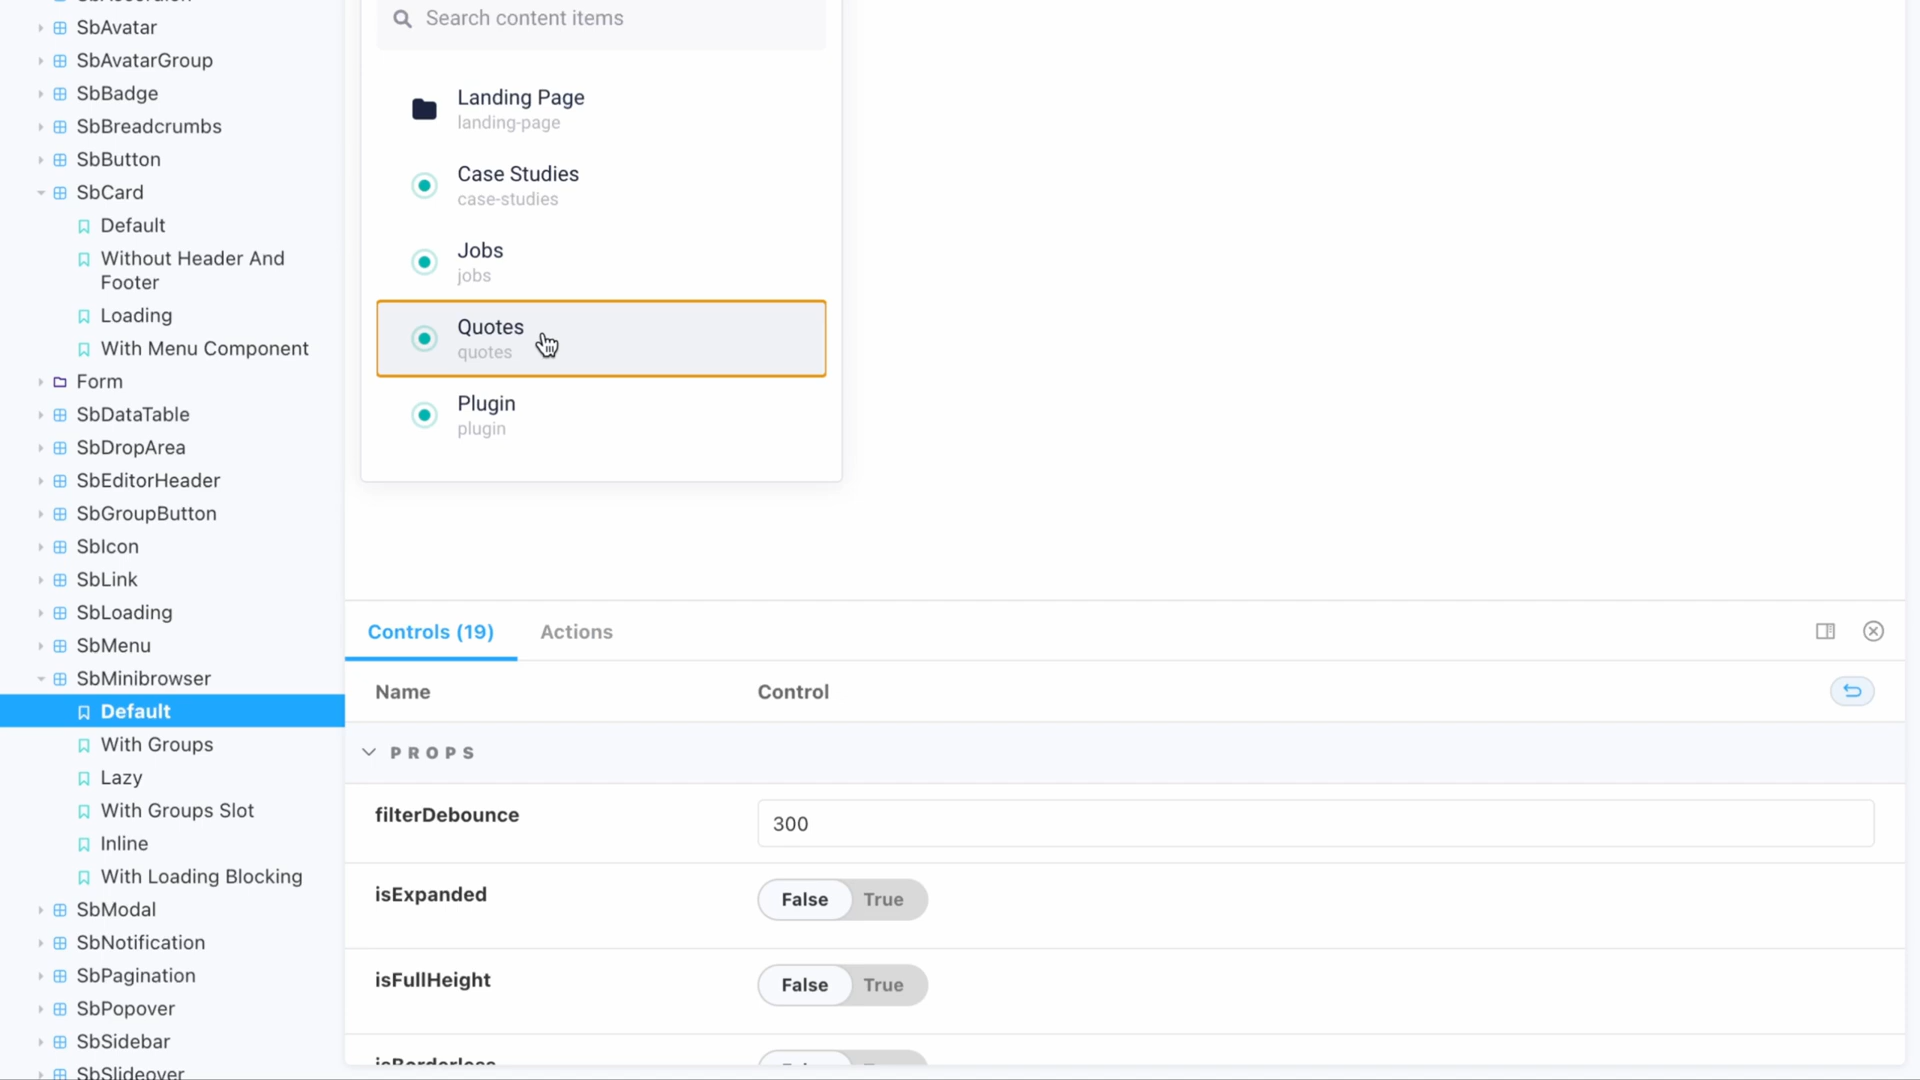 SbAccordion
SbAvatar
SbAvatarGroup
SbBadge
SbBreadcrumbs
SbButton
SbCard
Default
Without Header And
Footer
Loading
With Menu Component
Form
SbDataTable
SbDropArea
SbEditorHeader
SbGroupButton
SbIcon
SbLink
SbLoading
SbMenu
SbMinibrowser
Default
With Groups
Lazy
With Groups Slot
Inline
With Loading Blocking
SbModal
SbNotification
SbPagination
SbPopover
SbSidebar
SbSlideover
Search content items
Landing Page
landing-page
Case Studies
case-studies
Jobs
jobs
Quotes
quotes
Plugin
plugin
Controls (19) Actions
Name Control
PROPS
filterDebounce 300
isExpanded False True
isFullHeight False True
isBorderless